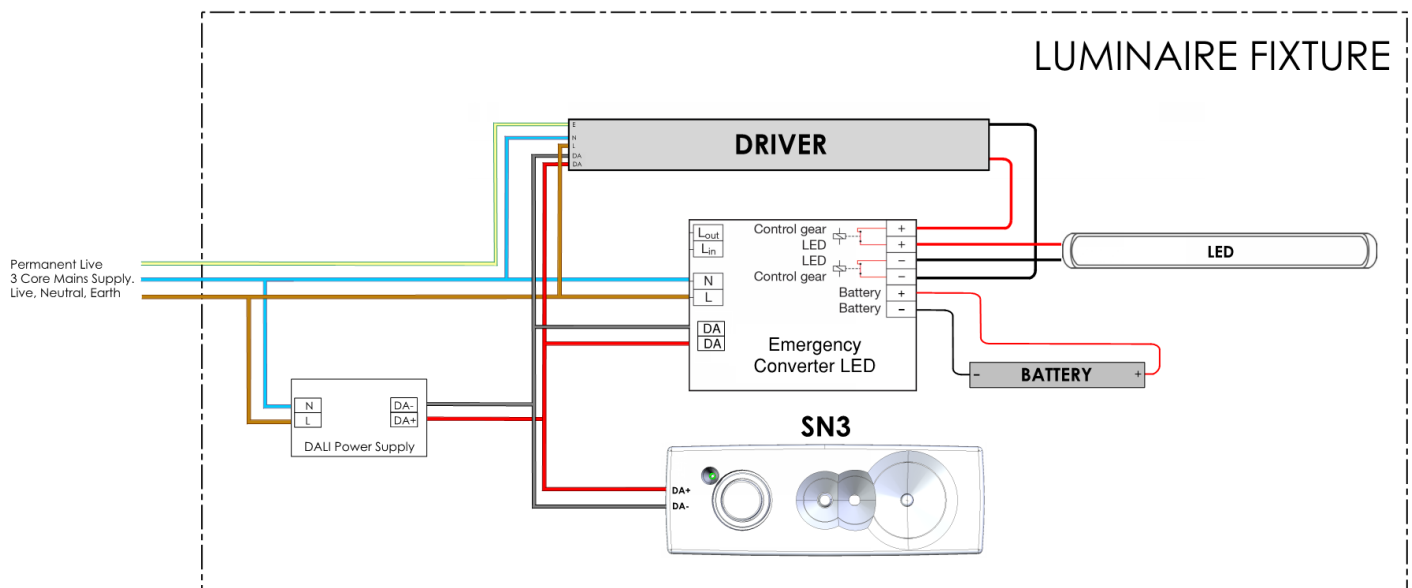 LUMINAIRE FIXTURE
E
N
L
DA
DA
DRIVER
Lout
Lin
N
L
DA
DA
Control gear
LED
LED
Control gear
Battery
Battery
+
+
−
−
+
−
Emergency
Converter LED
LED
Permanent Live
3 Core Mains Supply.
Live, Neutral, Earth
− BATTERY +
N
L
DA-
DA+
DALI Power Supply
SN3
DA+
DA-